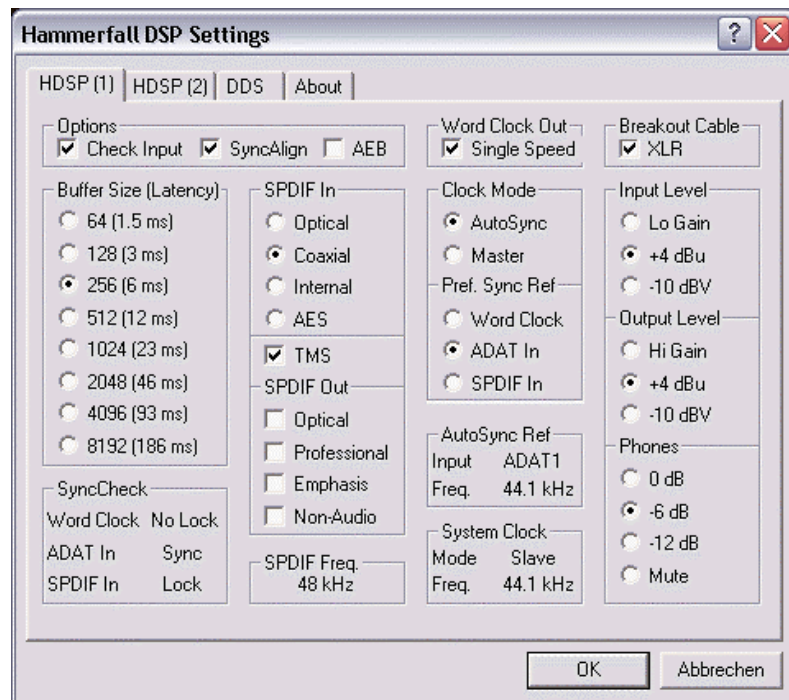 Hammerfall DSP Settings
HDSP (1)
HDSP (2)
DDS
About
Options
Check Input
SyncAlign
AEB
Word Clock Out
Single Speed
Breakout Cable
XLR
Buffer Size (Latency)
64 (1.5 ms)
128 (3 ms)
256 (6 ms)
512 (12 ms)
1024 (23 ms)
2048 (46 ms)
4096 (93 ms)
8192 (186 ms)
SyncCheck
Word Clock No Lock
ADAT In Sync
SPDIF In Lock
SPDIF In
Optical
Coaxial
Internal
AES
TMS
SPDIF Out
Optical
Professional
Emphasis
Non-Audio
SPDIF Freq.
48 kHz
Clock Mode
AutoSync
Master
Pref. Sync Ref
Word Clock
ADAT In
SPDIF In
AutoSync Ref
Input ADAT1
Freq. 44.1 kHz
System Clock
Mode Slave
Freq. 44.1 kHz
Input Level
Lo Gain
+4 dBu
-10 dBV
Output Level
Hi Gain
+4 dBu
-10 dBV
Phones
0 dB
-6 dB
-12 dB
Mute
OK
Abbrechen